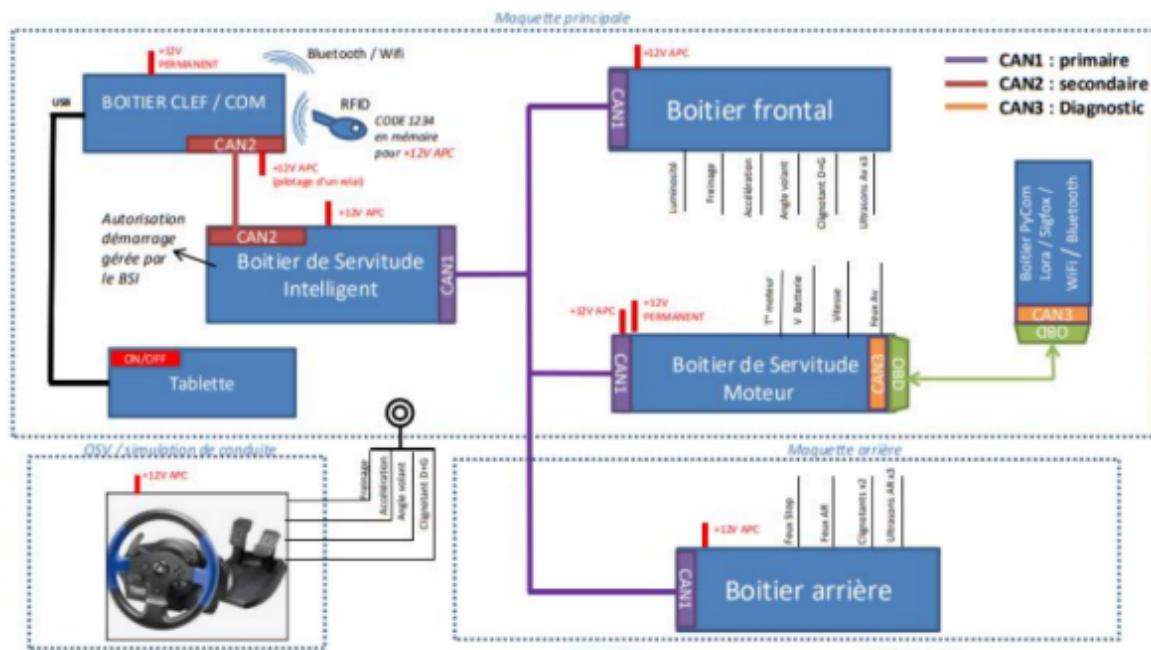 Maquette principale
+12V
PERMANENT
Bluetooth / Wifi
USB
BOITIER CLEF / COM
RFID
CODE 1234
en mémoire
pour +12V APC
CAN2
+12V APC
(pilotage d'un relai)
+12V APC
Autorisation
démarrage
gérée par
le BSI
CAN2
Boitier de Servitude
Intelligent
CAN1
ON/OFF
Tablette
+12V APC
CAN1
Boitier frontal
Luminosité
Freinage
Accélération
Angle volant
Clignotant D+G
Ultrasons Av x3
CAN1 : primaire
CAN2 : secondaire
CAN3 : Diagnostic
Boitier PyCom
Lora / Sigfox /
WiFi / Bluetooth
CAN3
OBD
+12V APC
+12V
PERMANENT
T° moteur
V Batterie
Vitesse
Feux Av
CAN1
Boitier de Servitude
Moteur
CAN3
OBD
OSV / simulation de conduite
+12V APC
Freinage
Accélération
Angle volant
Clignotant D+G
Maquette arrière
+12V APC
Feux Stop
Feux AR
Clignotants x2
Ultrasons AR x3
CAN1
Boitier arrière